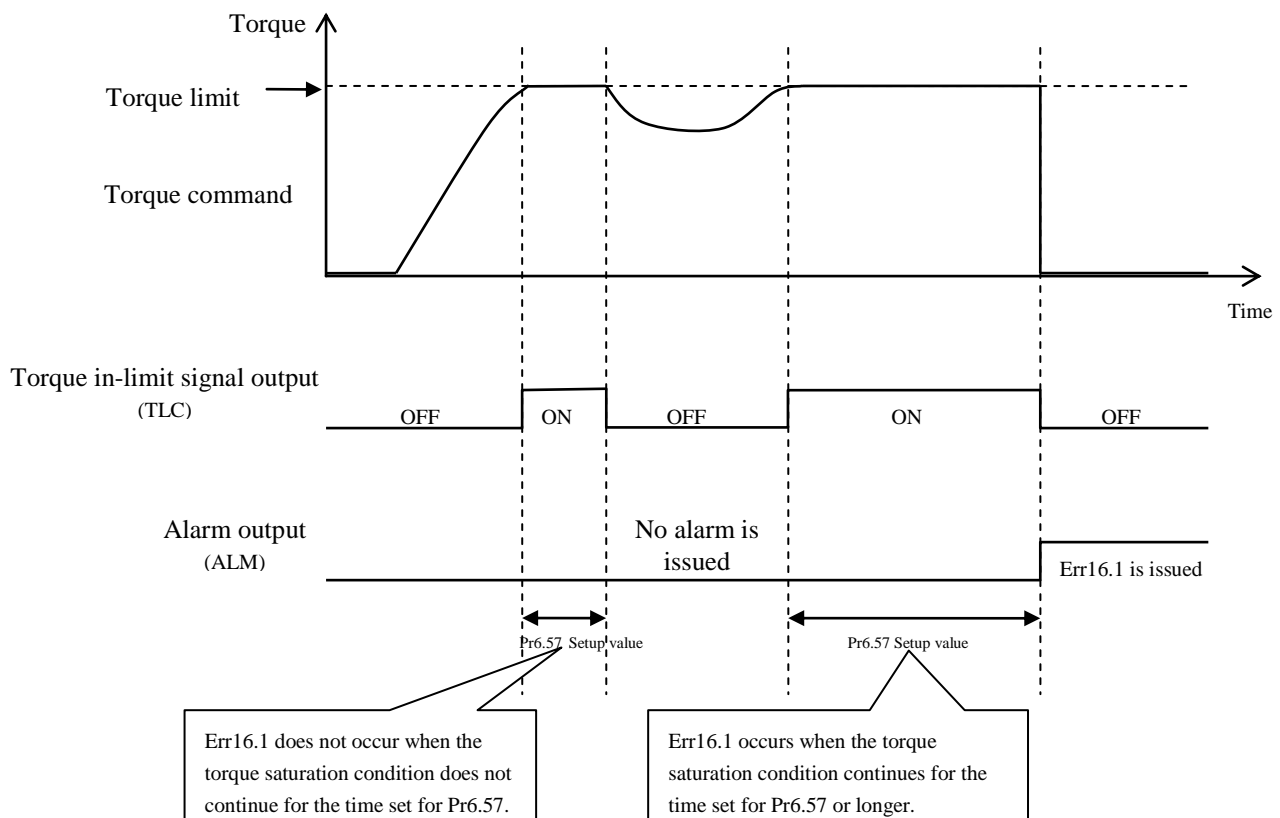 Torque
Torque limit
Torque command
Time
Torque in-limit signal output
(TLC)
OFF
ON
OFF
ON
OFF
Alarm output
(ALM)
No alarm is
issued
Err16.1 is issued
Pr6.57 Setup value
Pr6.57 Setup value
Err16.1 does not occur when the
torque saturation condition does not
continue for the time set for Pr6.57.
Err16.1 occurs when the torque
saturation condition continues for the
time set for Pr6.57 or longer.